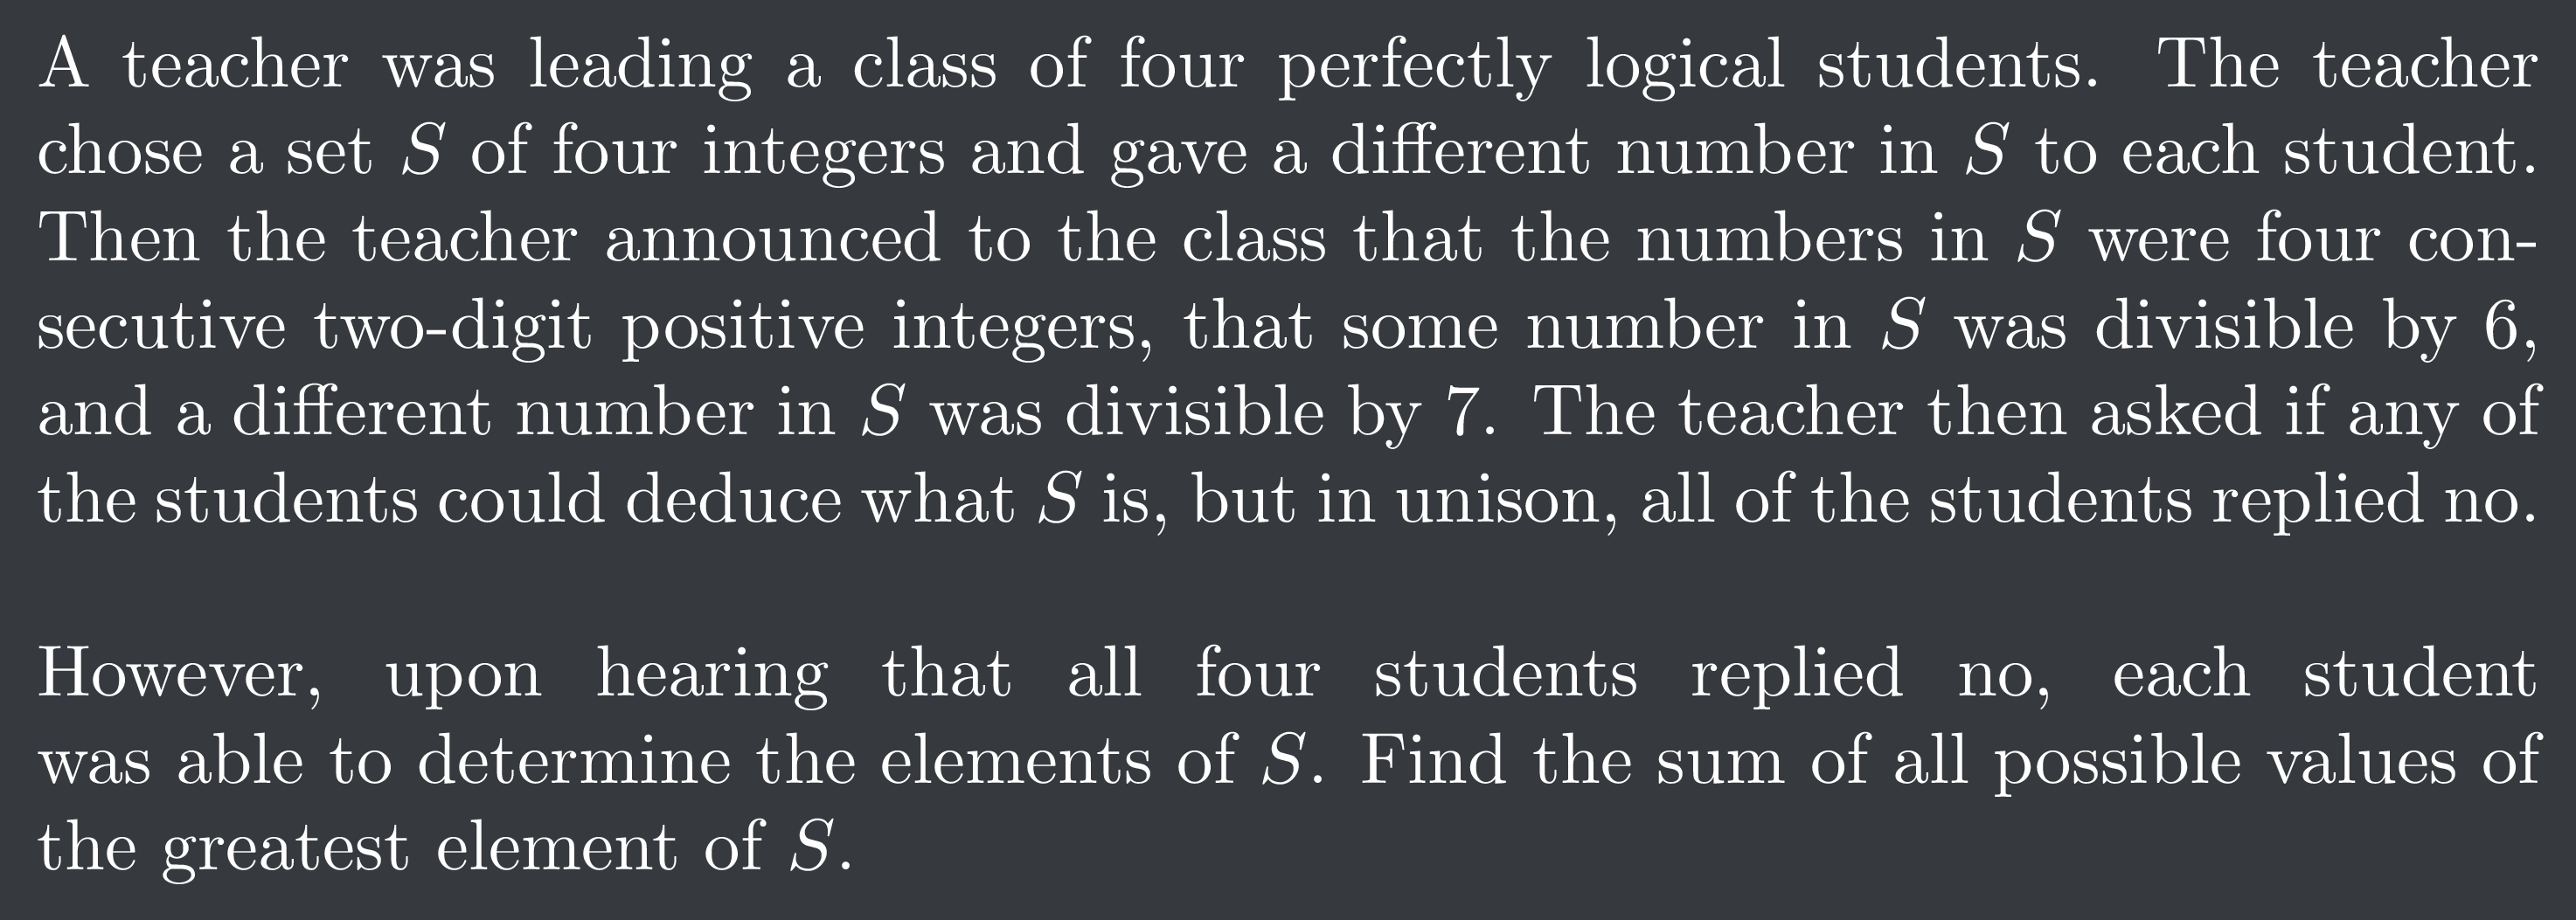 A teacher was leading a class of four perfectly logical students. The teacher
chose a set S of four integers and gave a different number in S to each student.
Then the teacher announced to the class that the numbers in S were four con-
secutive two-digit positive integers, that some number in S was divisible by 6,
and a different number in S was divisible by 7. The teacher then asked if any of
the students could deduce what S is, but in unison, all of the students replied no.
However, upon hearing that all four students replied no, each student
was able to determine the elements of S. Find the sum of all possible values of
the greatest element of S.